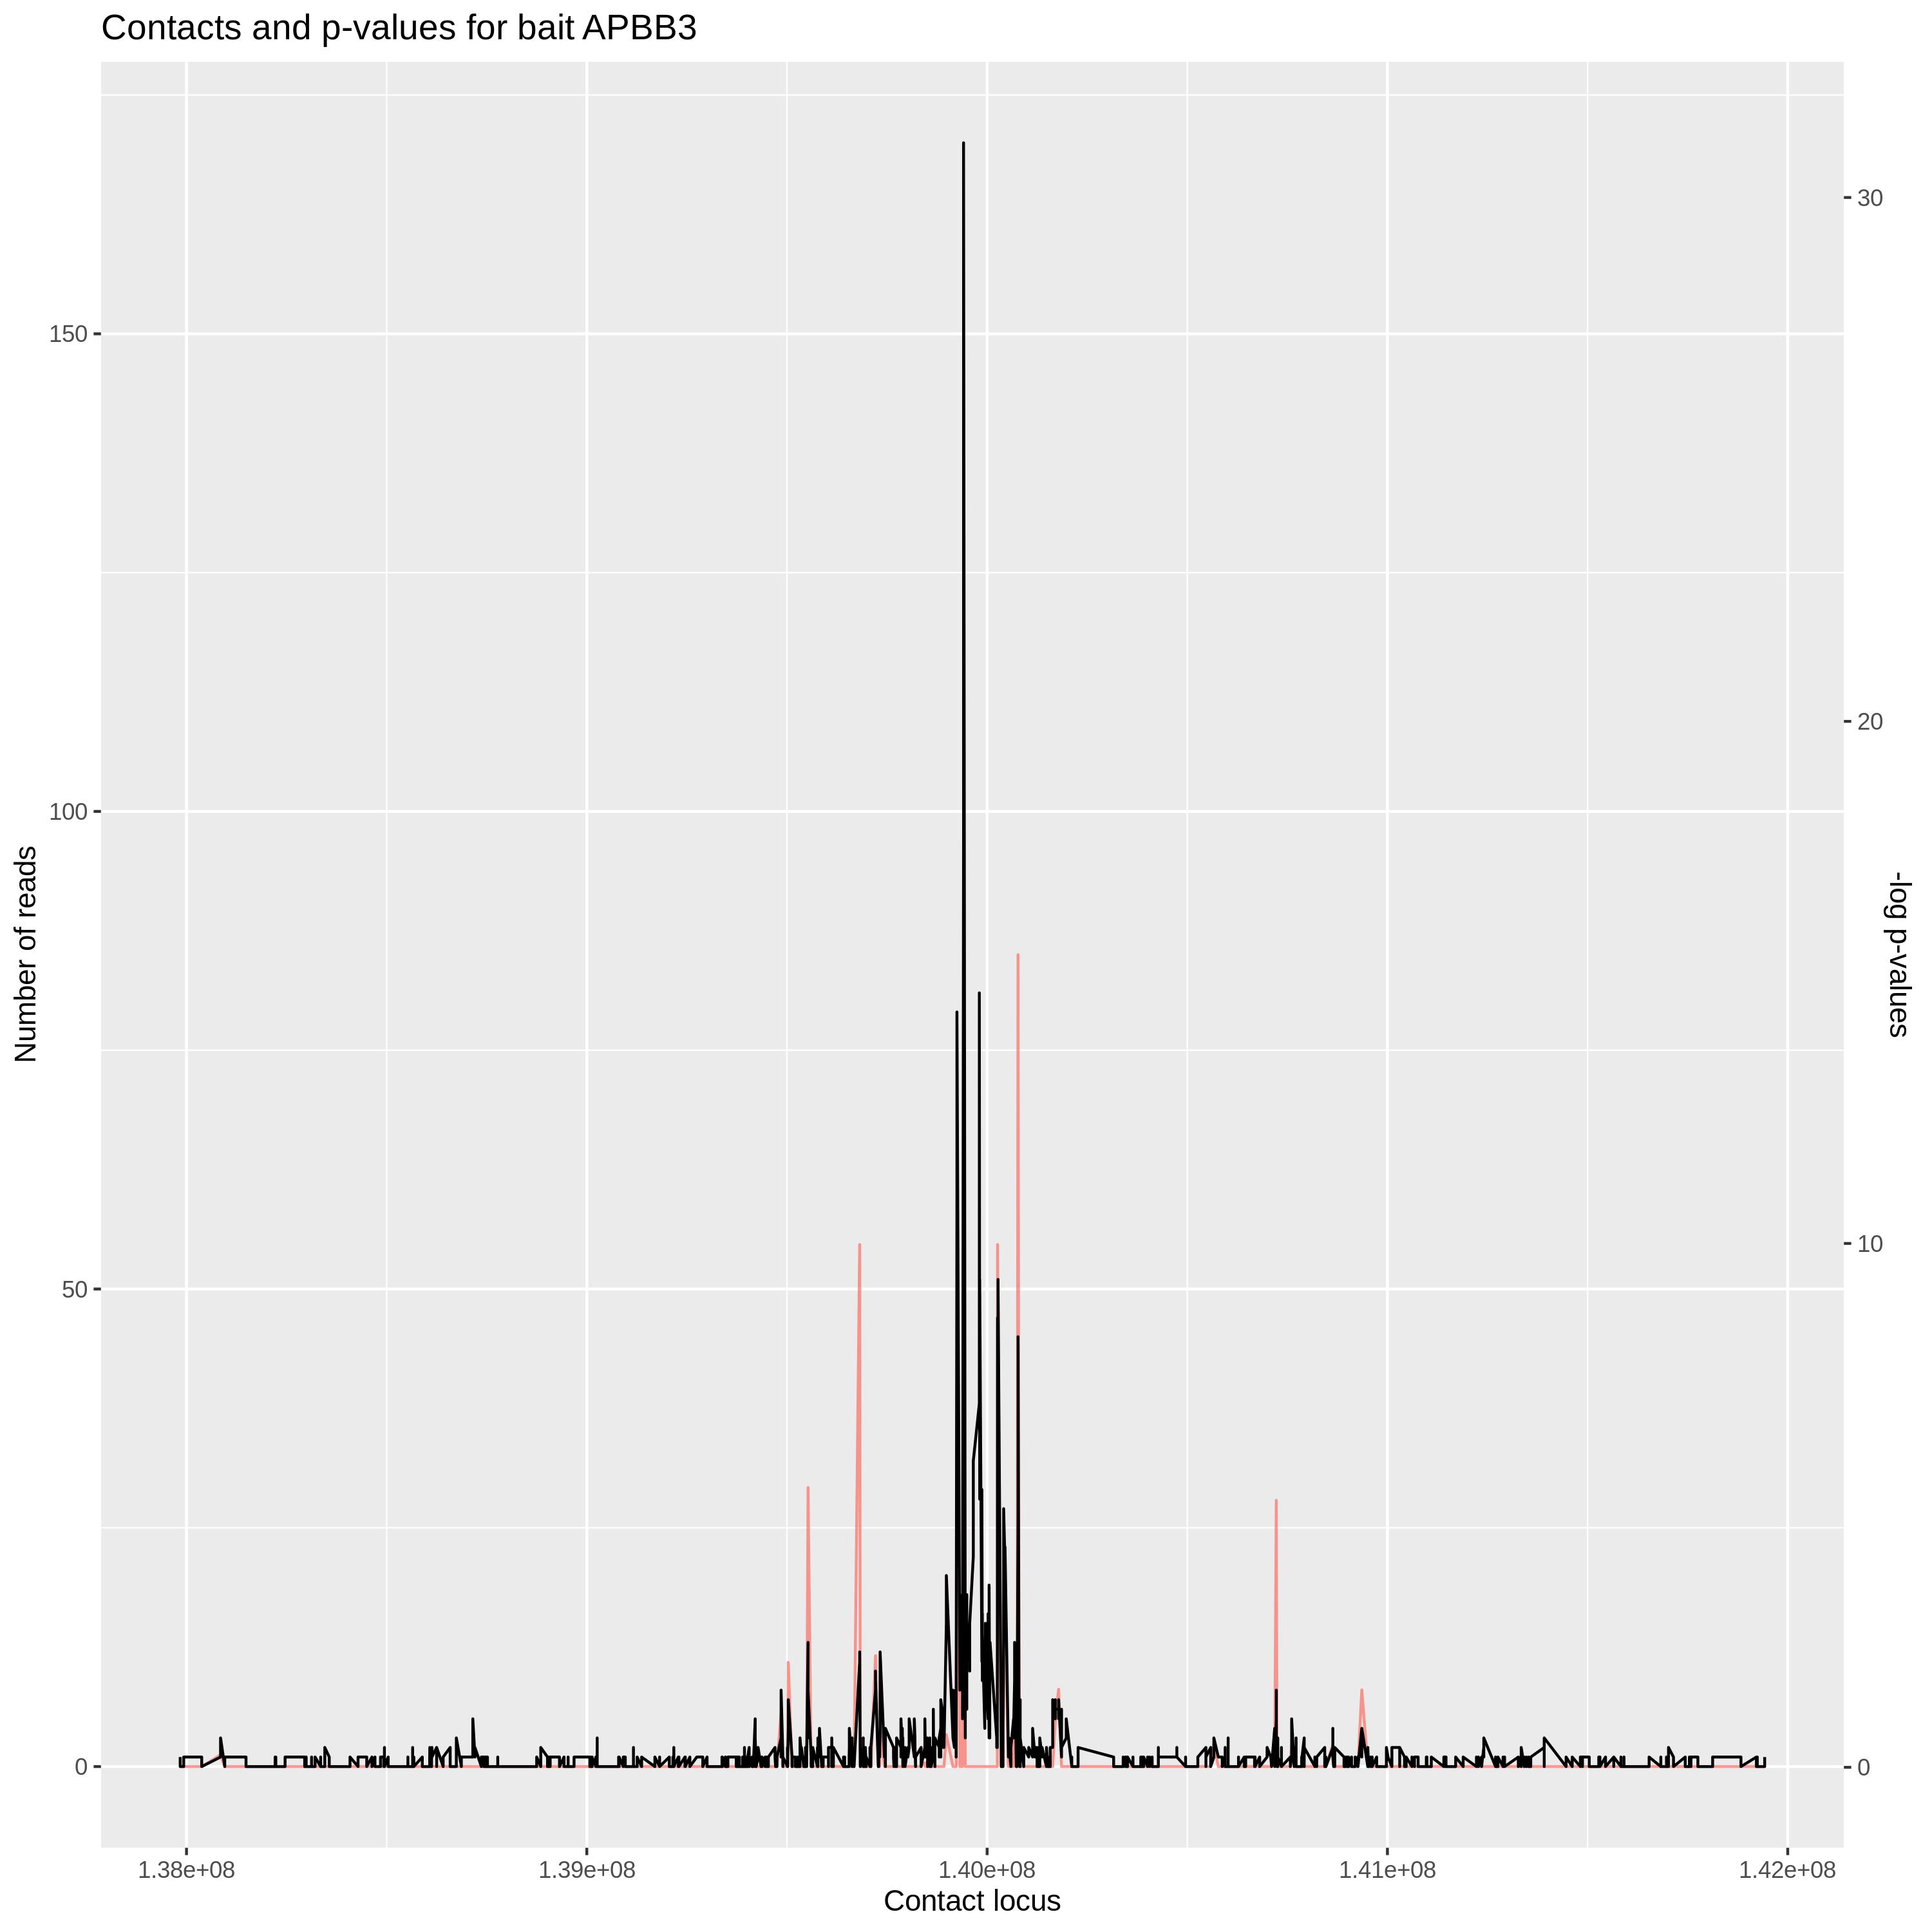 Contacts and p-values for bait APBB3
150
100
50
0
Number of reads
30
20
10
0
-log p-values
1.38e+08 1.39e+08 1.40e+08 1.41e+08 1.42e+08
Contact locus